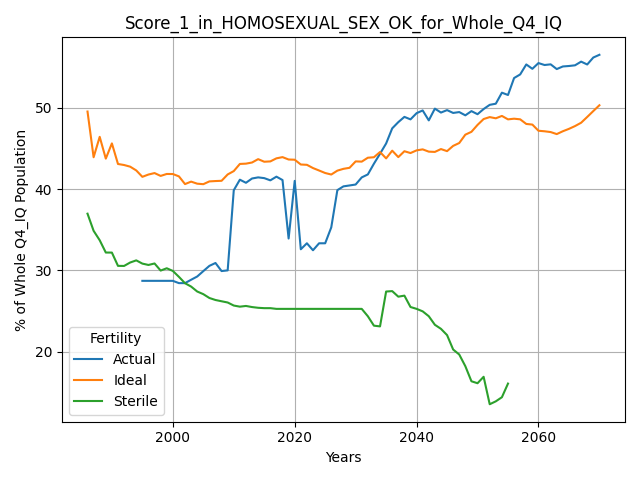 Score_1_in_HOMOSEXUAL_SEX_OK_for_Whole_Q4_IQ
% of Whole Q4_IQ Population
50
40
30
20
Fertility
Actual
Ideal
Sterile
2000 2020 2040 2060
Years